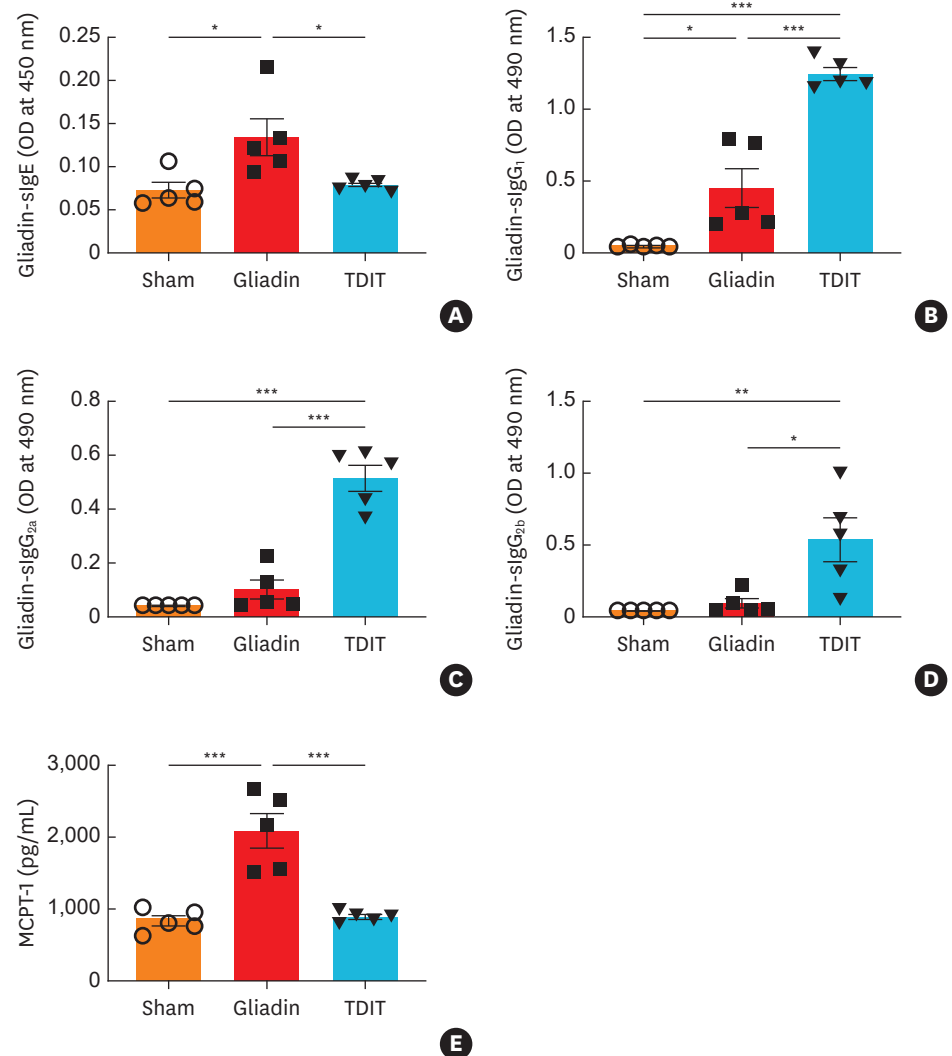 Gliadin-sIgE (OD at 450 nm)
0.25
0.20
0.15
0.10
0.05
0
*
*
Sham Gliadin TDIT
A
Gliadin-sIgG₁ (OD at 490 nm)
1.5
1.0
0.5
0
***
*
***
Sham Gliadin TDIT
B
Gliadin-sIgG₂ₐ (OD at 490 nm)
0.8
0.6
0.4
0.2
0
***
***
Sham Gliadin TDIT
C
Gliadin-sIgG2b (OD at 490 nm)
1.5
1.0
0.5
0
**
*
Sham Gliadin TDIT
D
MCPT-1 (pg/mL)
3,000
2,000
1,000
0
***
***
Sham Gliadin TDIT
E